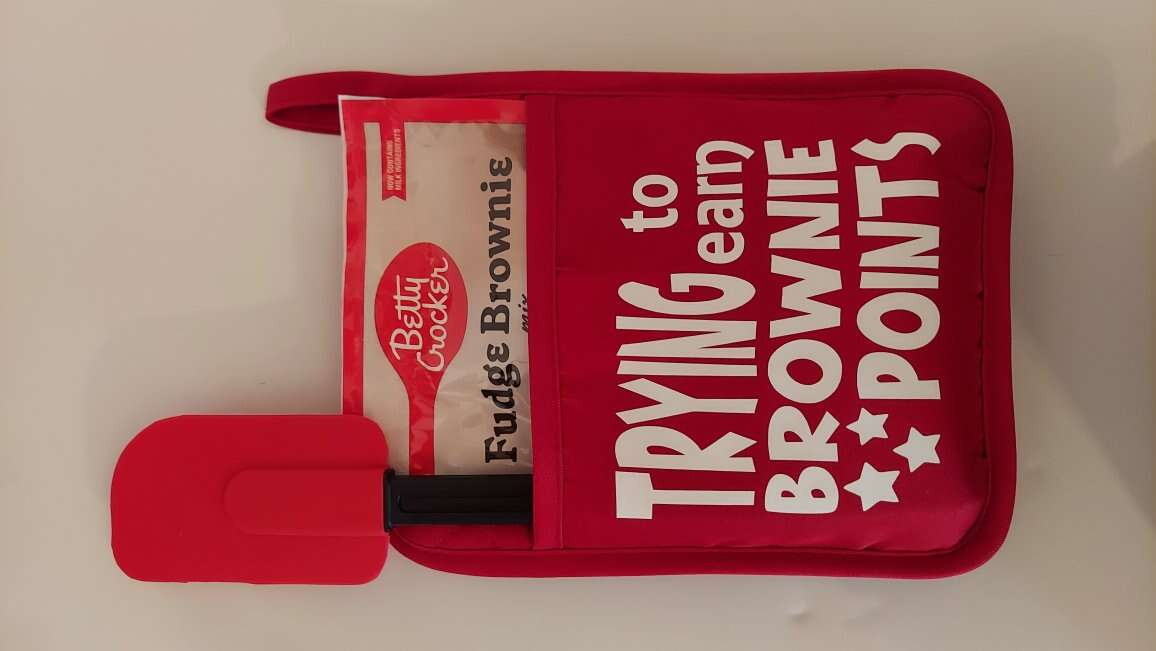 NOW CONTAINS
MILK INGREDIENTS
Betty
Crocker
Fudge Brownie
mix
TRYING to
earn
BROWNIE
POINTS